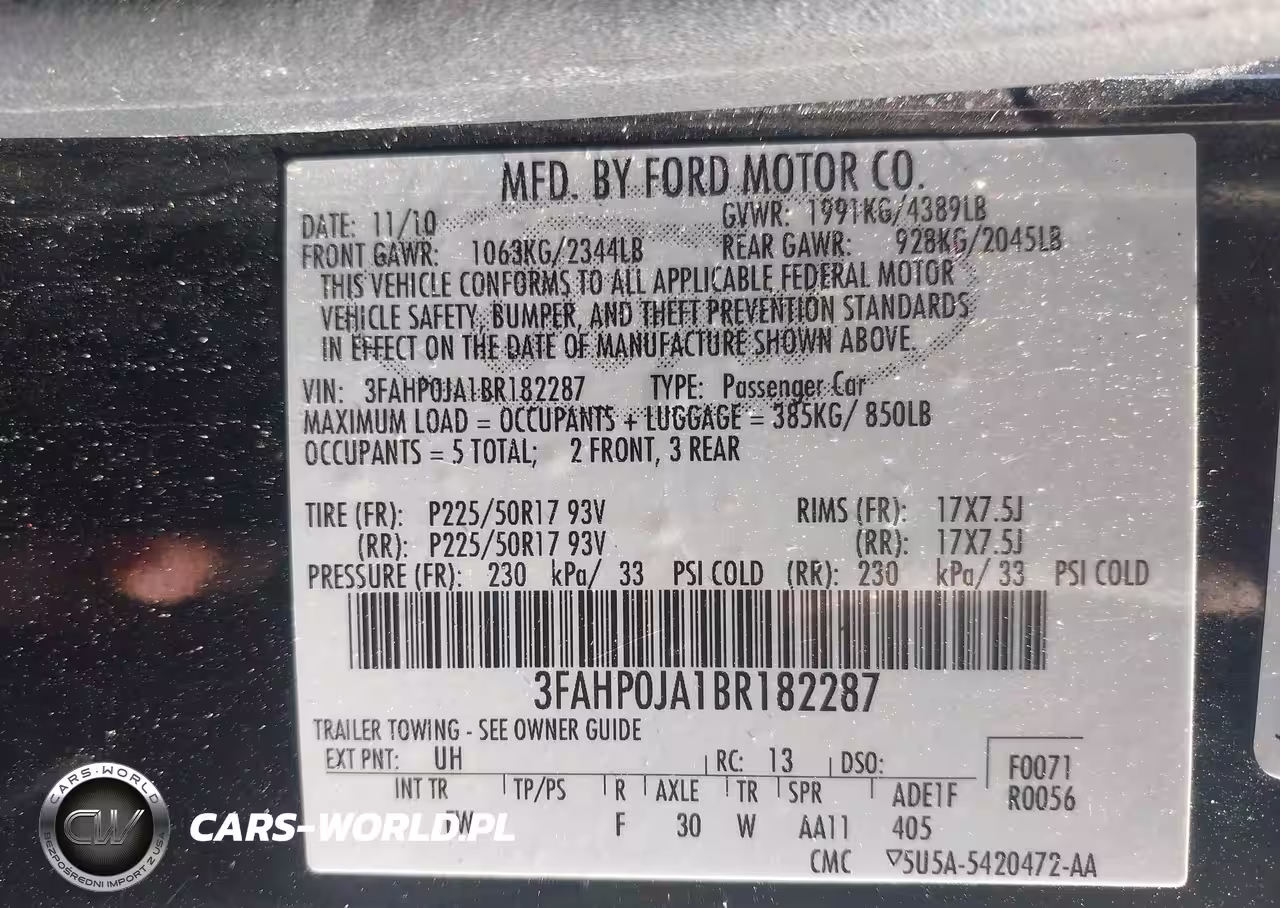 MFD. BY FORD MOTOR CO.
DATE: 11/10 GVWR: 1991KG/4389LB
FRONT GAWR: 1063KG/2344LB REAR GAWR: 928KG/2045LB
THIS VEHICLE CONFORMS TO ALL APPLICABLE FEDERAL MOTOR
VEHICLE SAFETY, BUMPER, AND THEFT PREVENTION STANDARDS
IN EFFECT ON THE DATE OF MANUFACTURE SHOWN ABOVE.
VIN: 3FAHP0JA1BR182287 TYPE: Passenger Car
MAXIMUM LOAD = OCCUPANTS + LUGGAGE = 385KG/ 850LB
OCCUPANTS = 5 TOTAL; 2 FRONT, 3 REAR
TIRE (FR): P225/50R17 93V RIMS (FR): 17X7.5J
(RR): P225/50R17 93V (RR): 17X7.5J
PRESSURE (FR): 230 kPa/ 33 PSI COLD (RR): 230 kPa/ 33 PSI COLD
3FAHP0JA1BR182287
TRAILER TOWING - SEE OWNER GUIDE
EXT PNT: UH RC: 13 DSO: F0071
INT TR TP/PS R AXLE TR SPR ADE1F R0056
F 30 W AA11 405
CMC ▽5U5A-5420472-AA
CARS-WORLD
CW
BEZPOŚREDNI IMPORT Z USA
CARS-WORLD.PL